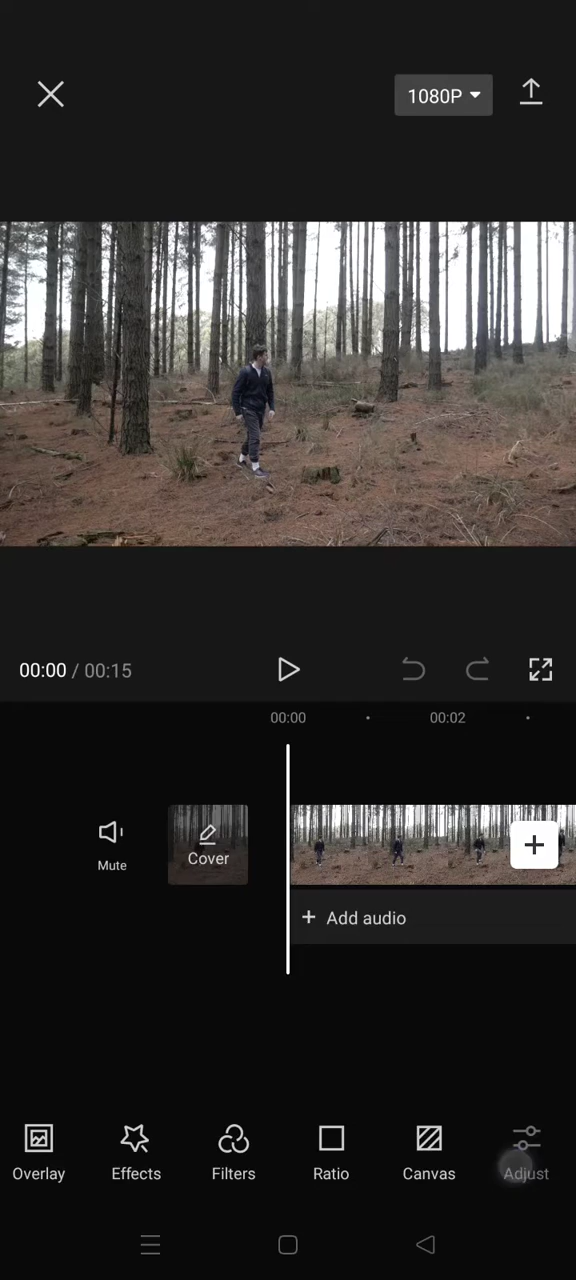 1080P
00:00 / 00:15
00:00
00:02
Mute
Cover
+ Add audio
Overlay
Effects
Filters
Ratio
Canvas
Adjust